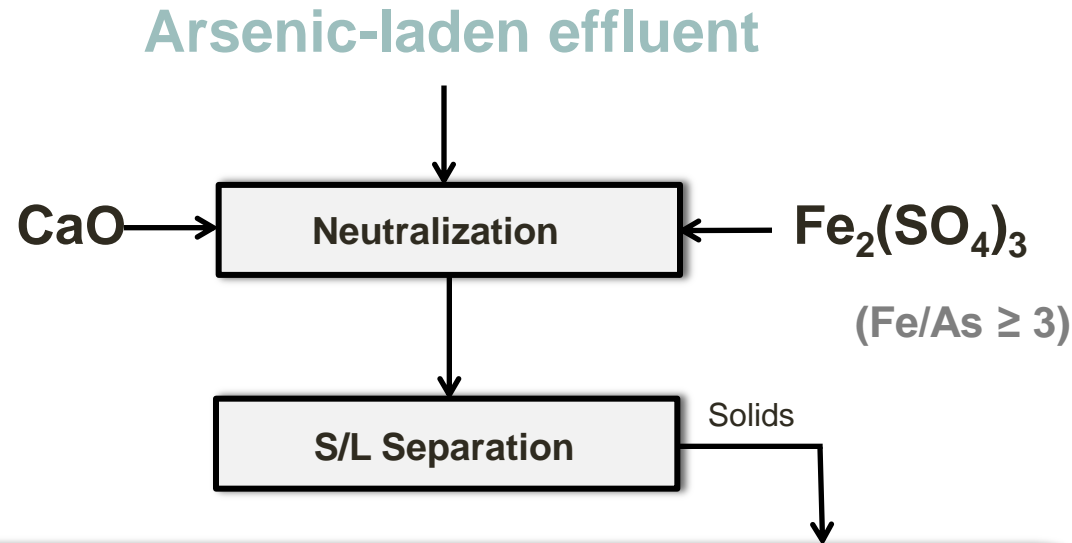 Arsenic-laden effluent
CaO
Neutralization
Fe₂(SO₄)₃
(Fe/As ≥ 3)
S/L Separation
Solids